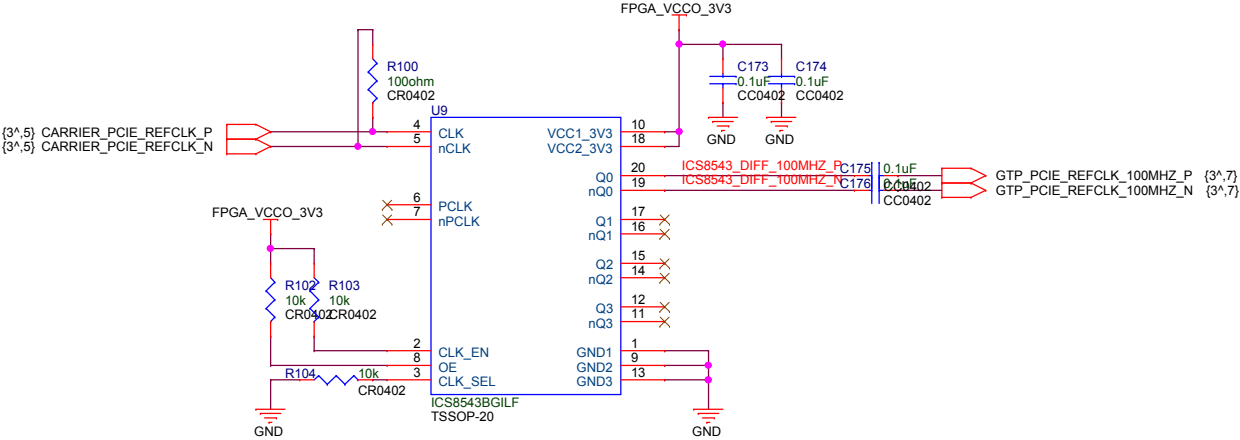 FPGA_VCCO_3V3
R100
100ohm
CR0402
C173
0.1uF
CC0402
C174
0.1uF
CC0402
GND
GND
U9
{3^,5} CARRIER_PCIE_REFCLK_P
{3^,5} CARRIER_PCIE_REFCLK_N
4 CLK
5 nCLK
VCC1_3V3 10
VCC2_3V3 18
Q0 20
nQ0 19
ICS8543_DIFF_100MHZ_P
ICS8543_DIFF_100MHZ_N
C175 0.1uF
CC0402
C176 0.1uF
CC0402
GTP_PCIE_REFCLK_100MHZ_P {3^,7}
GTP_PCIE_REFCLK_100MHZ_N {3^,7}
6 PCLK
7 nPCLK
Q1 17
nQ1 16
Q2 15
nQ2 14
Q3 12
nQ3 11
FPGA_VCCO_3V3
R102
10k
CR0402
R103
10k
CR0402
2 CLK_EN
8 OE
3 CLK_SEL
GND1 1
GND2 9
GND3 13
R104 10k
CR0402
GND
ICS8543BGILF
TSSOP-20
GND